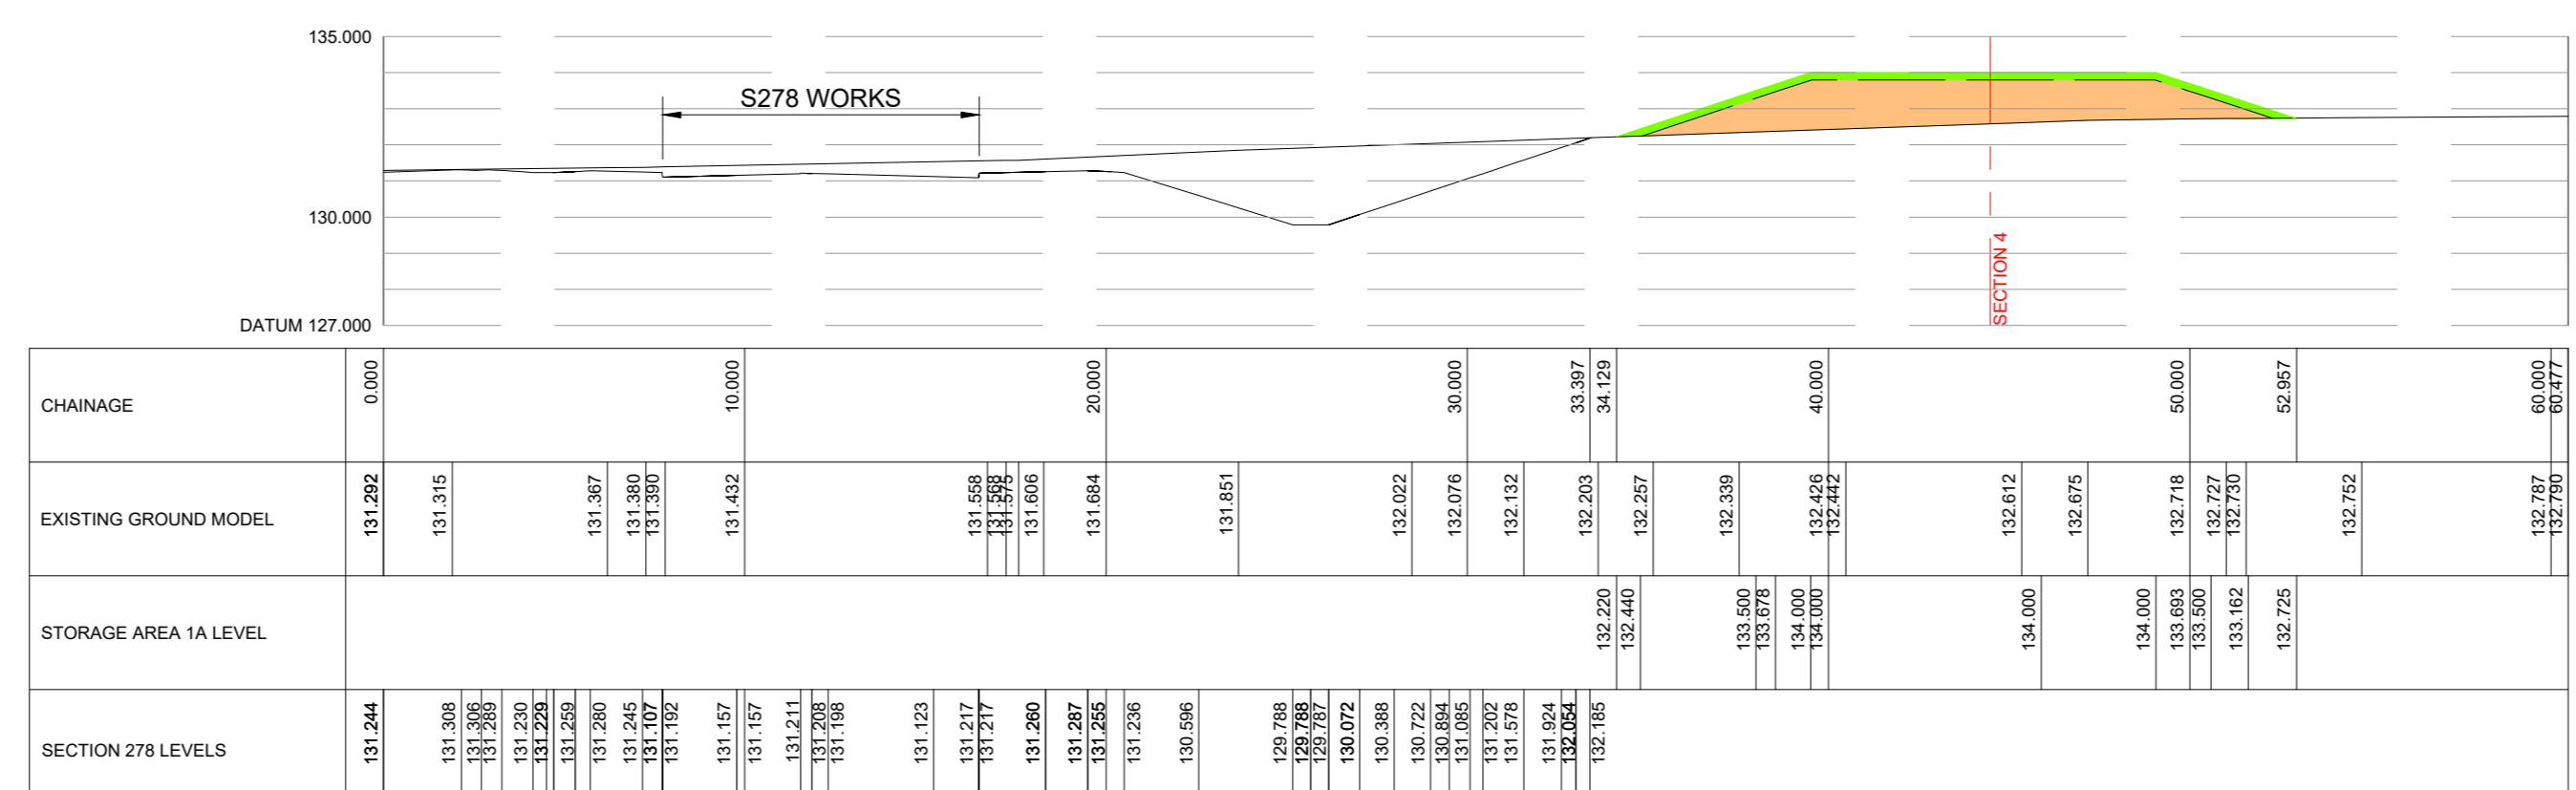 135.000
S278 WORKS
130.000
SECTION 4
DATUM 127.000
CHAINAGE 0.000 10.000 20.000 30.000 33.397 34.129 40.000 50.000 52.957 60.000 60.477
EXISTING GROUND MODEL 131.292 131.315 131.367 131.380 131.390 131.432 131.558 131.568 131.575 131.606 131.684 131.851 132.022 132.076 132.132 132.203 132.257 132.339 132.426 132.442 132.612 132.675 132.718 132.727 132.730 132.752 132.787 132.790
STORAGE AREA 1A LEVEL 132.220 132.440 133.500 133.678 134.000 134.000 134.000 134.000 133.693 133.500 133.162 132.725
SECTION 278 LEVELS 131.244 131.308 131.306 131.289 131.230 131.229 131.259 131.280 131.245 131.107 131.192 131.157 131.157 131.211 131.208 131.198 131.123 131.217 131.217 131.260 131.287 131.255 131.236 130.596 129.788 129.788 129.787 130.072 130.388 130.722 130.894 131.085 131.202 131.578 131.924 132.054 132.185